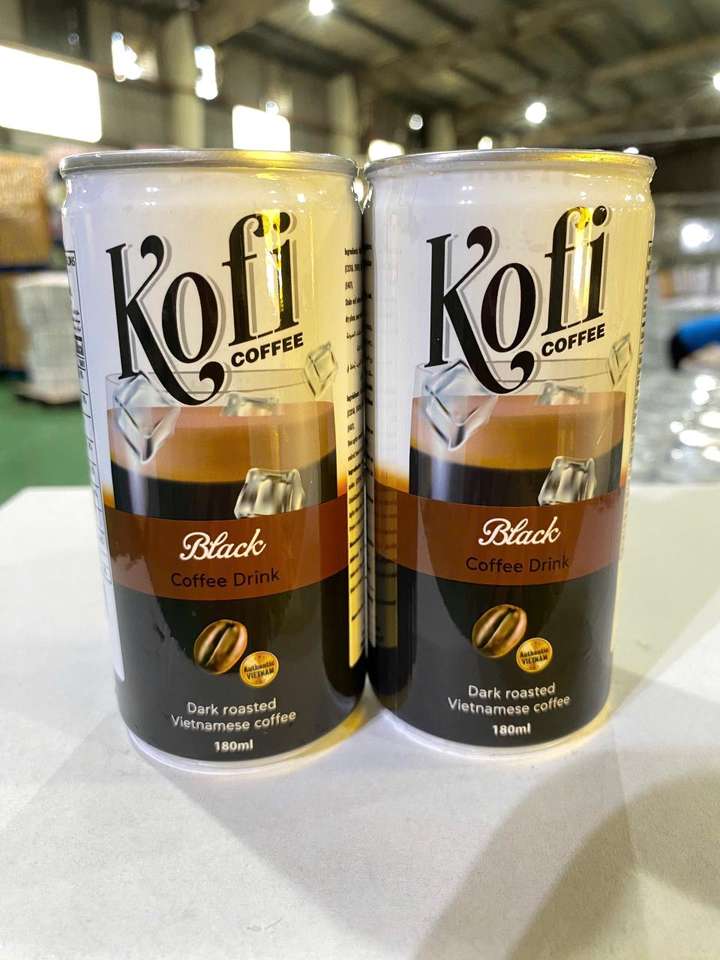 Kofi
COFFEE
Black
Coffee Drink
Authentic
VIETNAM
Dark roasted
Vietnamese coffee
180ml
Kofi
COFFEE
Black
Coffee Drink
Authentic
VIETNAM
Dark roasted
Vietnamese coffee
180ml